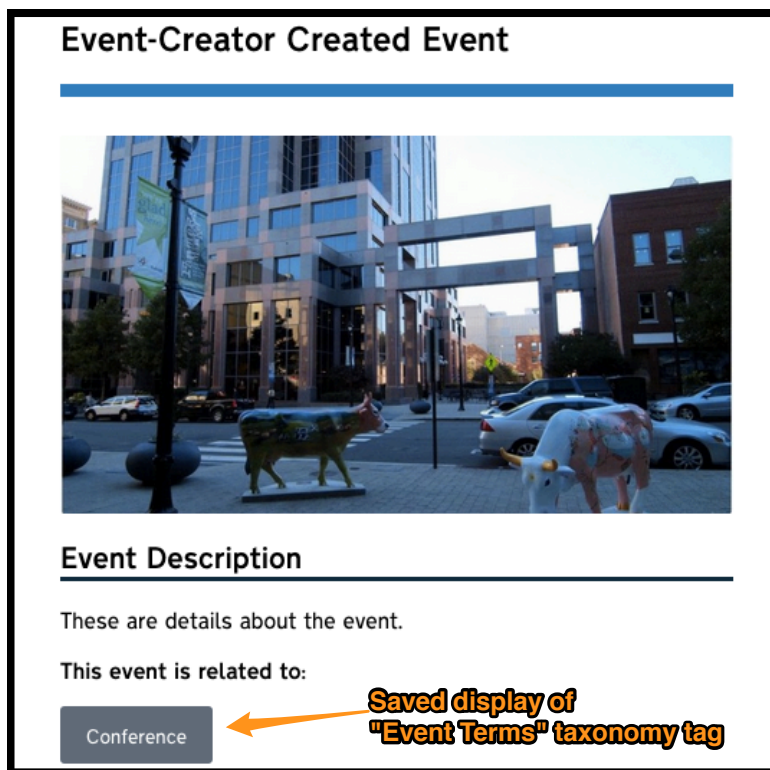 Event-Creator Created Event
Event Description
These are details about the event.
This event is related to:
Saved display of
"Event Terms" taxonomy tag
Conference